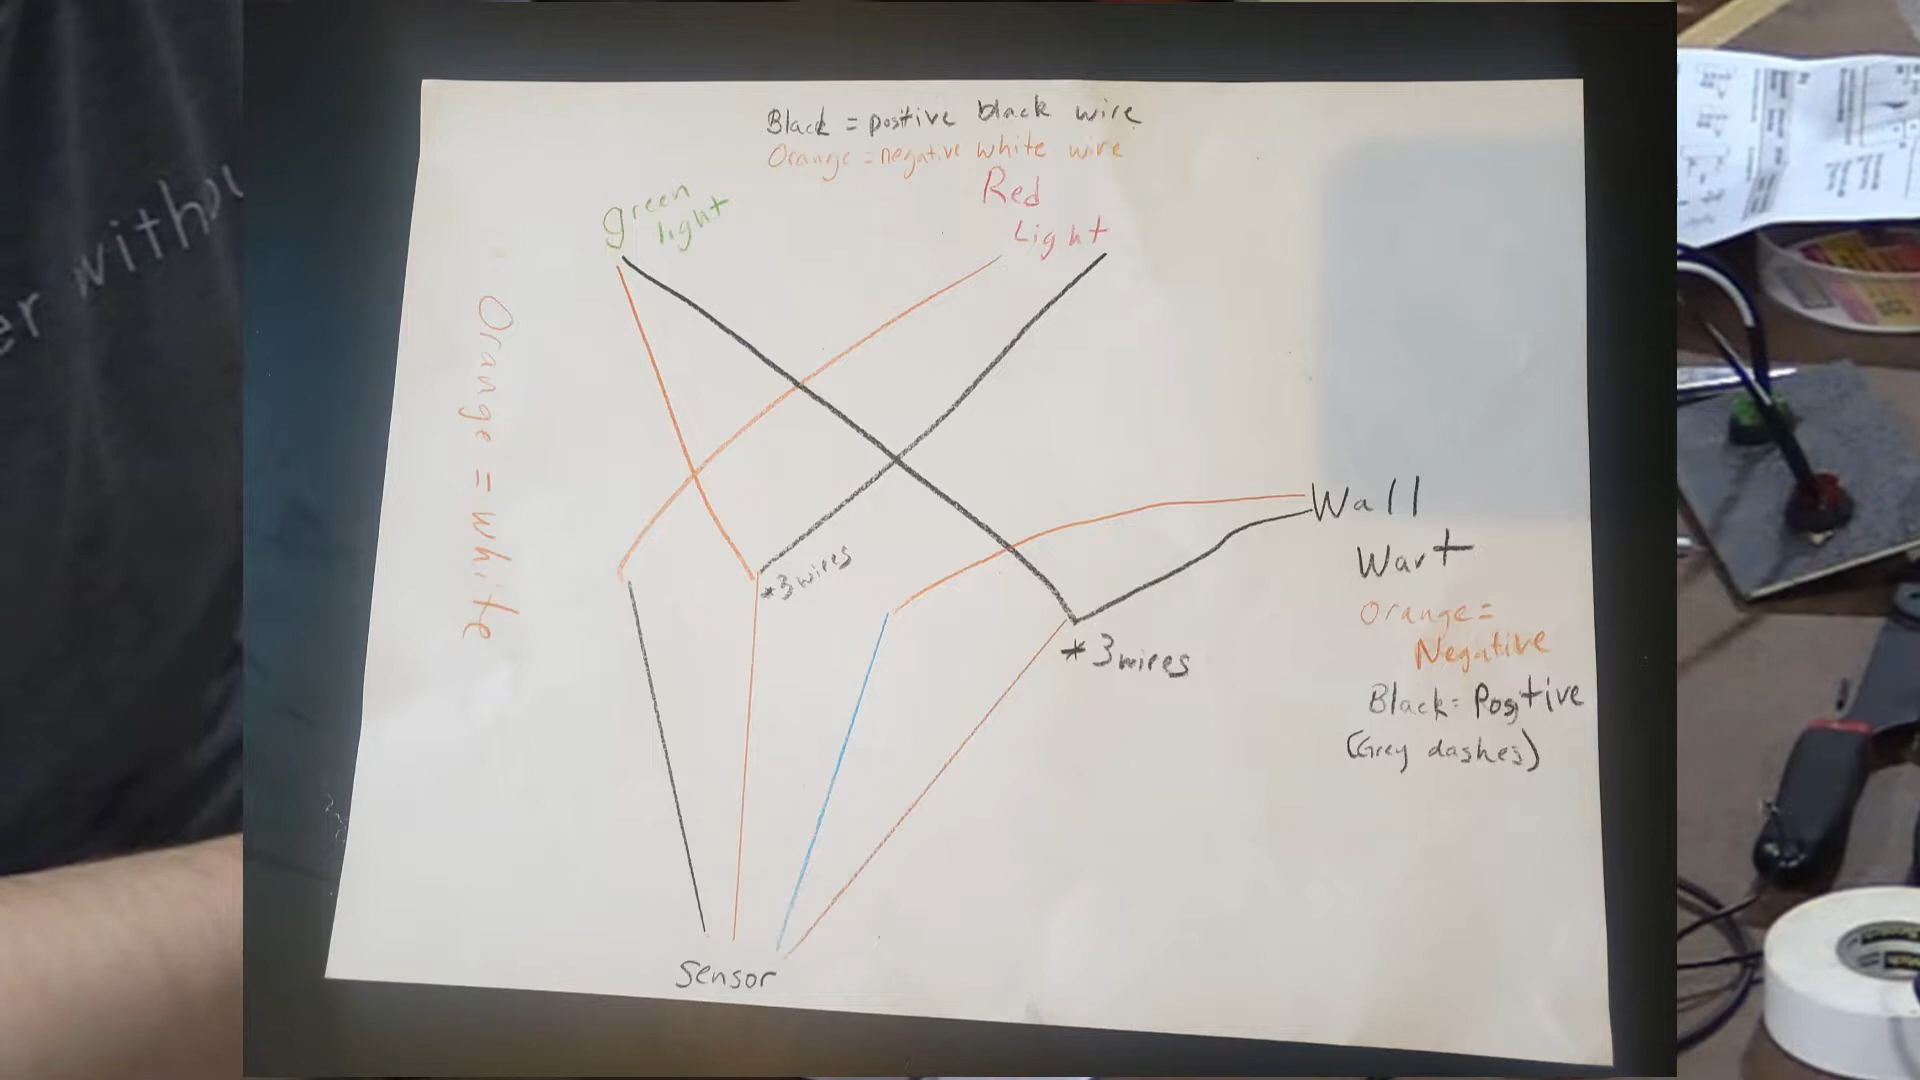 Black = positive black wire
Orange = negative white wire
green
light
Red
Light
Orange = white
*3 wires
Wall
Wart
Orange =
Negative
Black = Positive
(Grey dashes)
*3 wires
Sensor
er withou